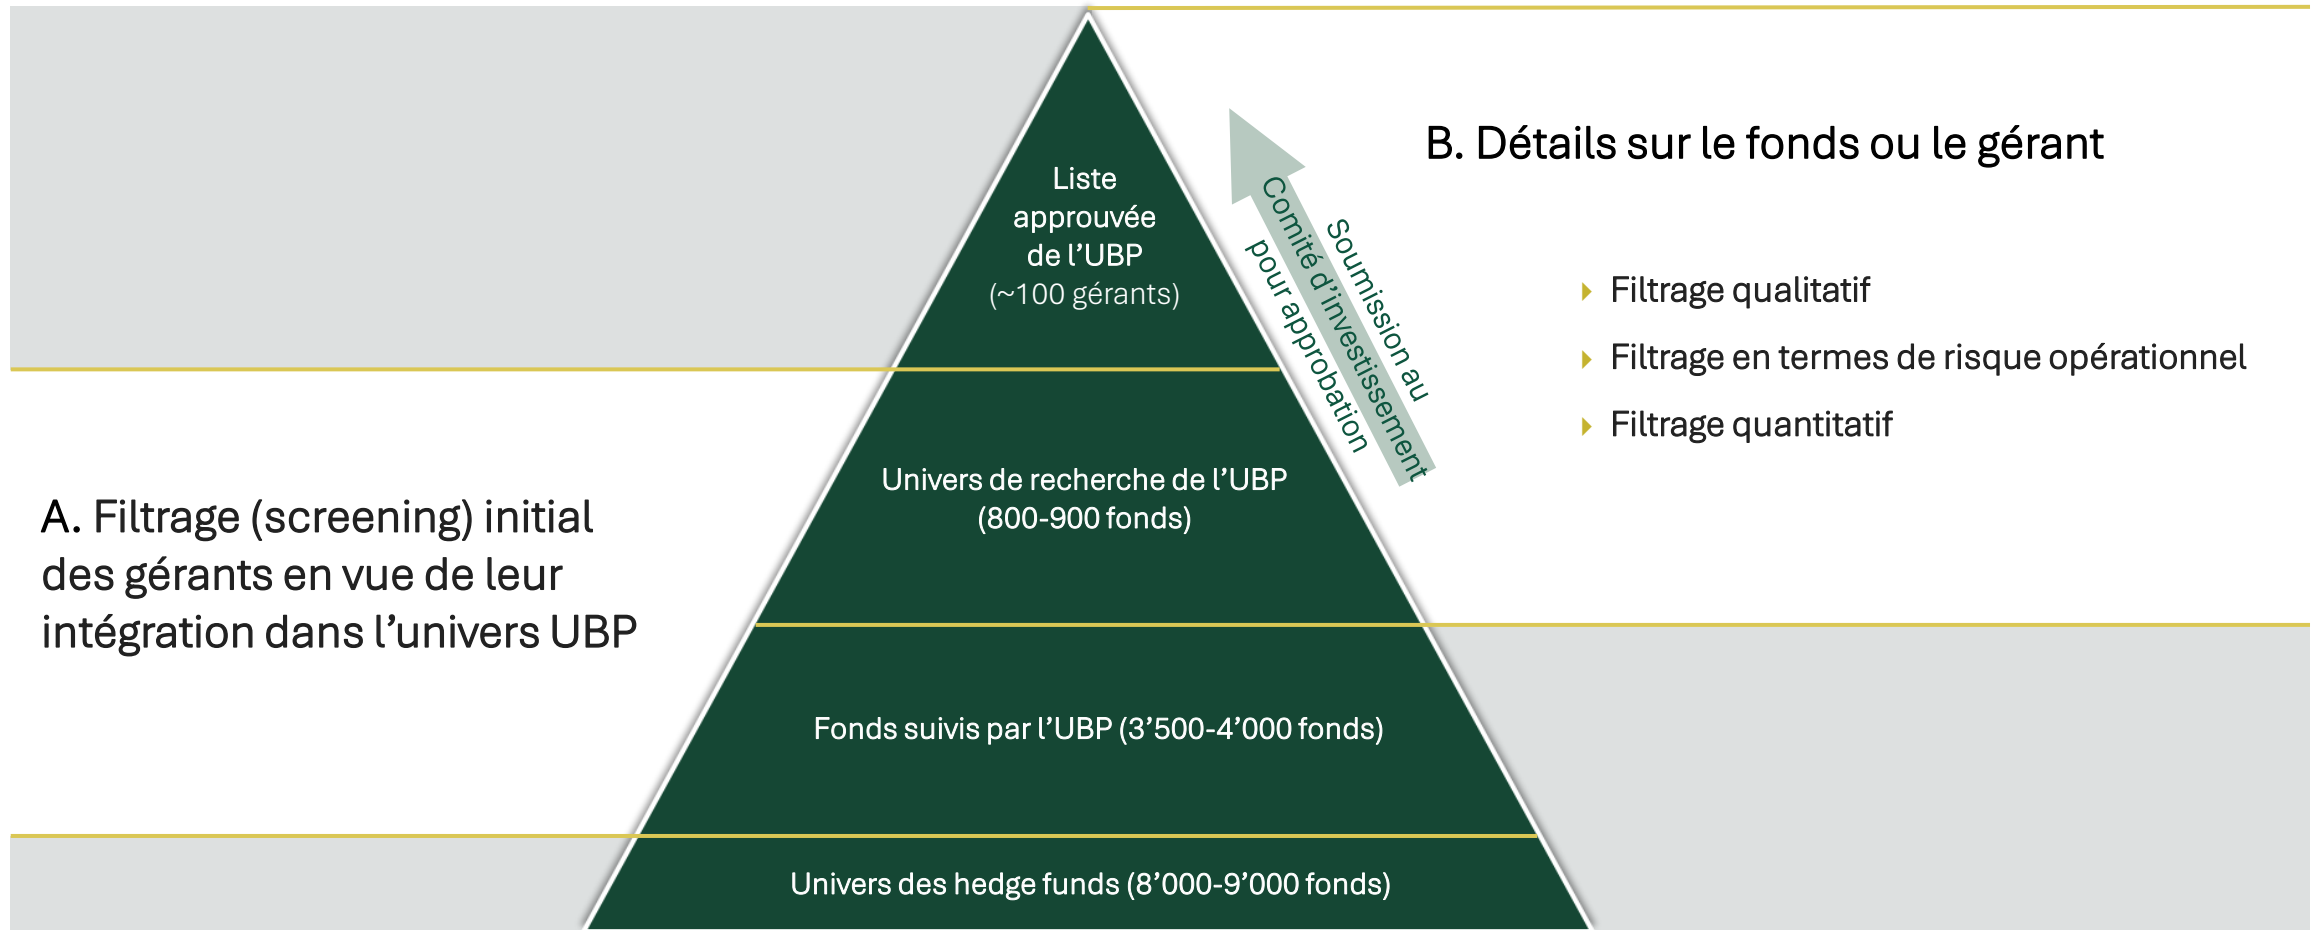 Liste
approuvée
de l’UBP
(~100 gérants)
Soumission au
Comité d’investissement
pour approbation
B. Détails sur le fonds ou le gérant
Filtrage qualitatif
Filtrage en termes de risque opérationnel
Filtrage quantitatif
A. Filtrage (screening) initial
des gérants en vue de leur
intégration dans l’univers UBP
Univers de recherche de l’UBP
(800-900 fonds)
Fonds suivis par l’UBP (3’500-4’000 fonds)
Univers des hedge funds (8’000-9’000 fonds)